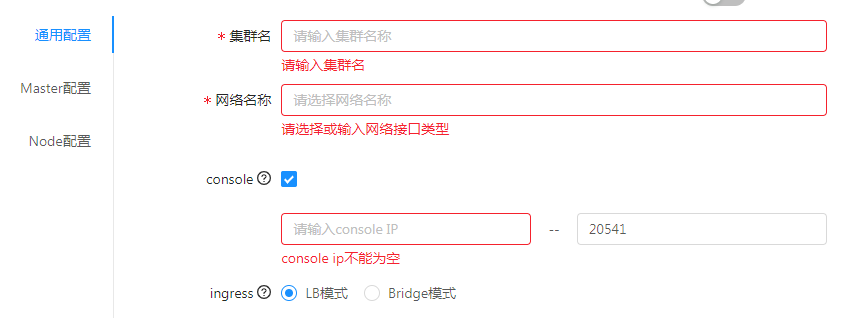 通用配置
Master配置
Node配置
* 集群名
请输入集群名称
请输入集群名
* 网络名称
请选择网络名称
请选择或输入网络接口类型
console
请输入console IP -- 20541
console ip不能为空
ingress LB模式 Bridge模式